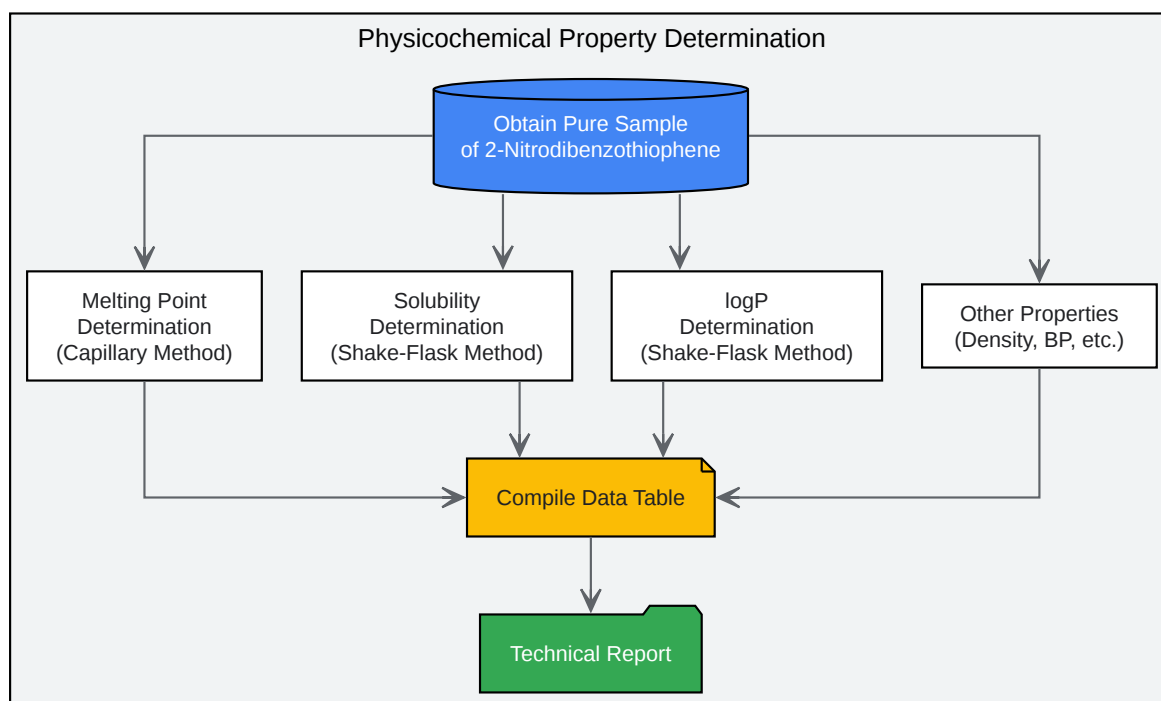 Physicochemical Property Determination
Obtain Pure Sample
of 2-Nitrodibenzothiophene
Melting Point
Determination
(Capillary Method)
Solubility
Determination
(Shake-Flask Method)
logP
Determination
(Shake-Flask Method)
Other Properties
(Density, BP, etc.)
Compile Data Table
Technical Report